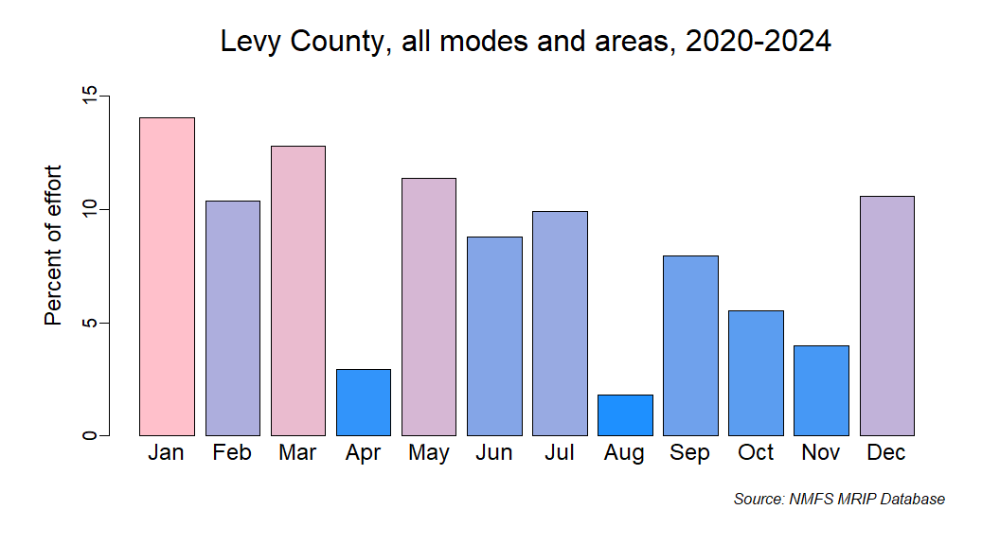 Levy County, all modes and areas, 2020-2024
Percent of effort
15
10
5
0
Jan Feb Mar Apr May Jun Jul Aug Sep Oct Nov Dec
Source: NMFS MRIP Database